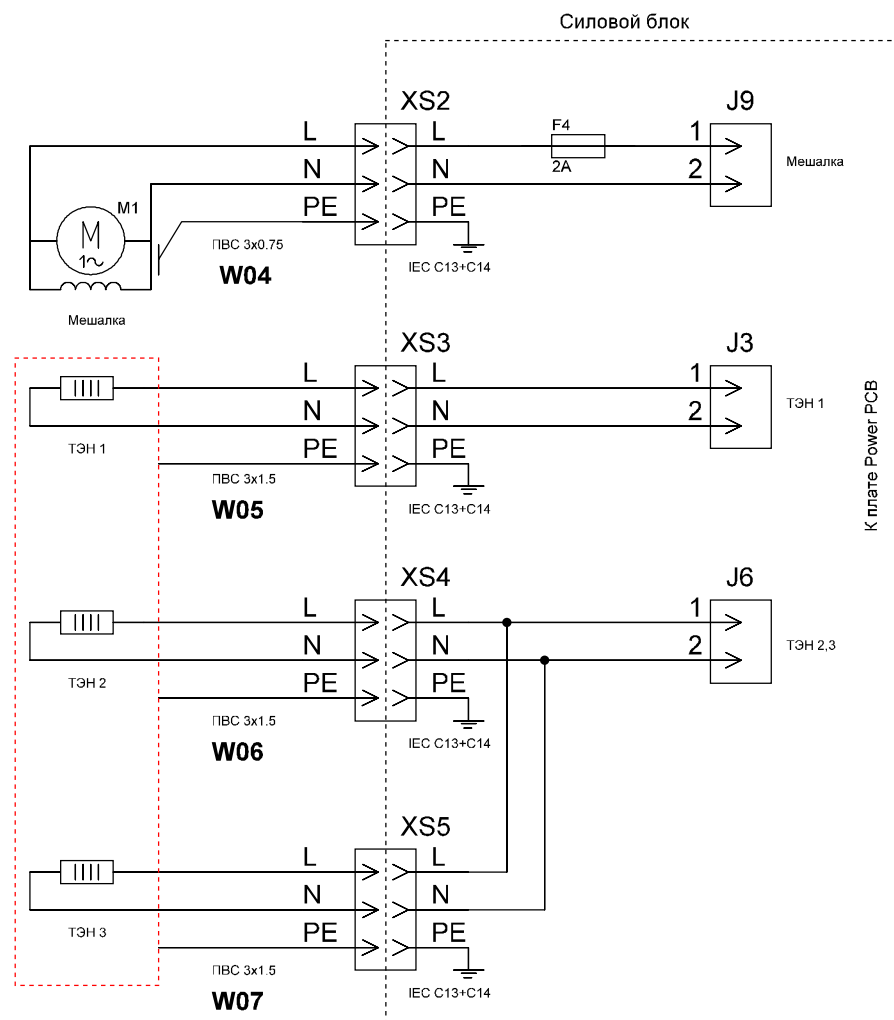 Силовой блок
XS2
J9
L
L
F4
1
2A
N
N
2
Мешалка
M1
PE
PE
M
1~
ПВС 3x0.75
W04
IEC C13+C14
Мешалка
XS3
J3
L
L
1
N
N
2
ТЭН 1
ТЭН 1
PE
PE
ПВС 3x1.5
W05
IEC C13+C14
К плате Power PCB
XS4
J6
L
L
1
N
N
2
ТЭН 2,3
ТЭН 2
PE
PE
ПВС 3x1.5
W06
IEC C13+C14
XS5
L
L
N
N
ТЭН 3
PE
PE
ПВС 3x1.5
W07
IEC C13+C14